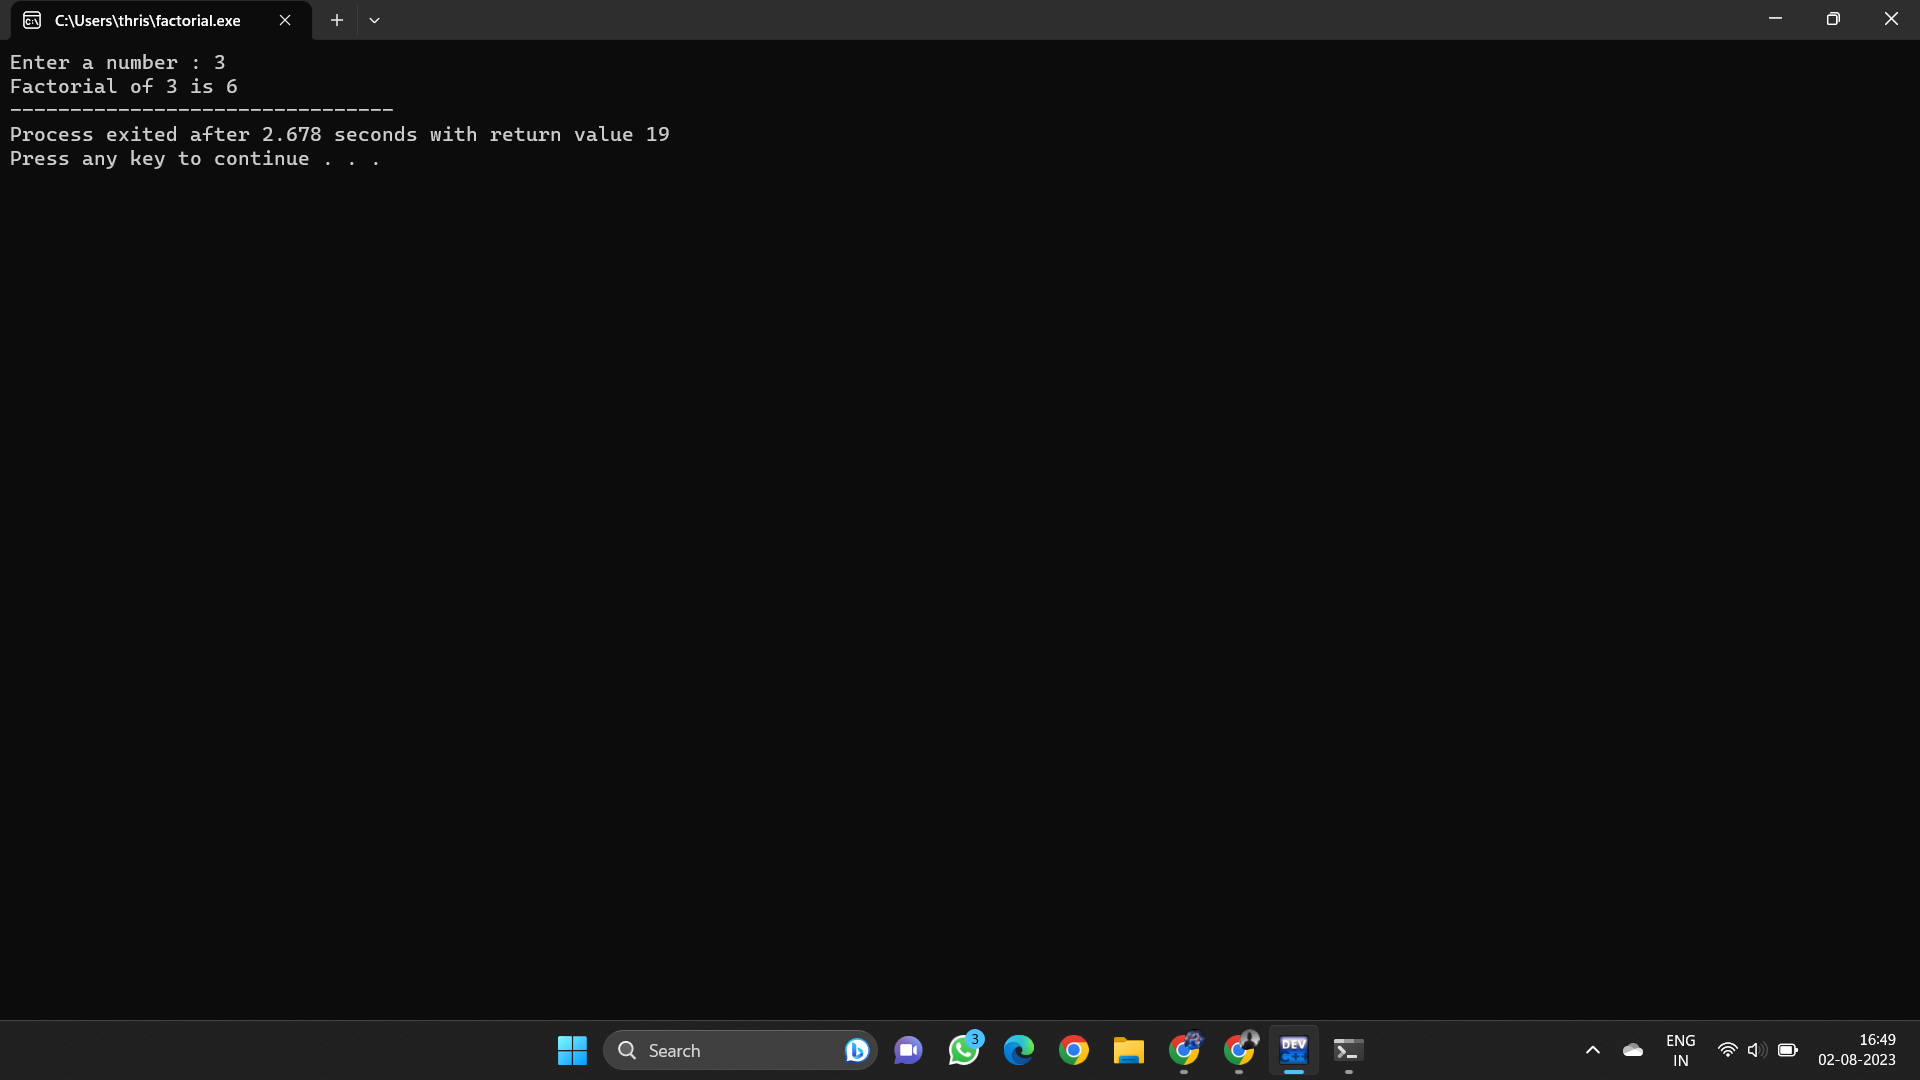 C:\Users\thris\factorial.exe
Enter a number : 3
Factorial of 3 is 6
--------------------------------
Process exited after 2.678 seconds with return value 19
Press any key to continue . . .
Search
3
DEV
C++
ENG
IN
16:49
02-08-2023